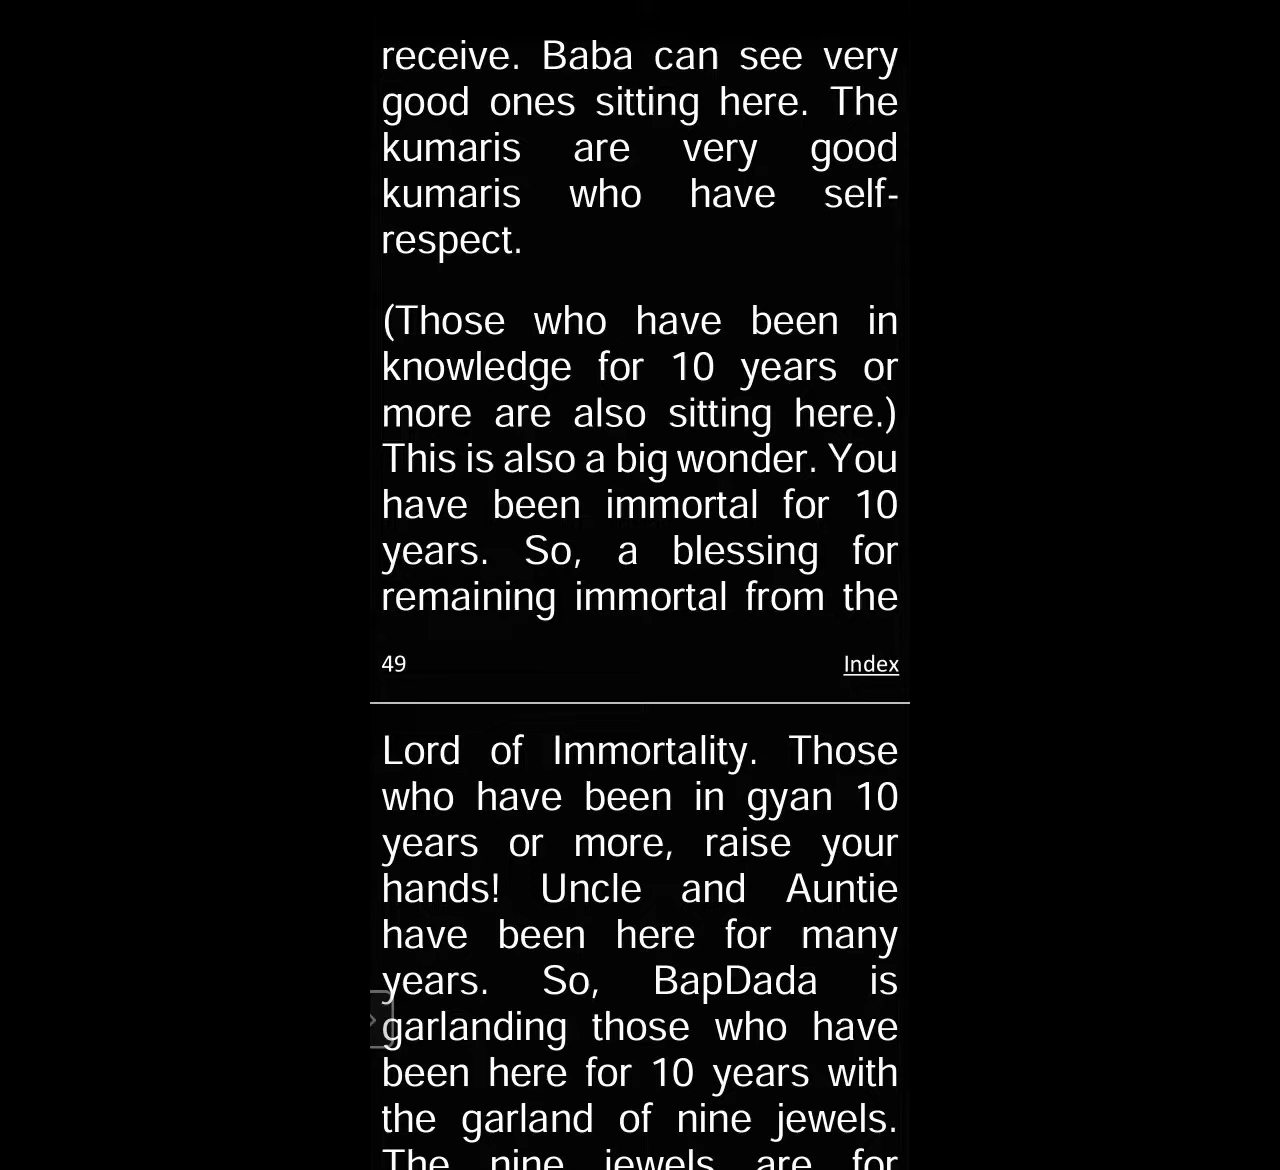 receive. Baba can see very
good ones sitting here. The
kumaris are very good
kumaris who have self-
respect.
(Those who have been in
knowledge for 10 years or
more are also sitting here.)
This is also a big wonder. You
have been immortal for 10
years. So, a blessing for
remaining immortal from the
49 Index
Lord of Immortality. Those
who have been in gyan 10
years or more, raise your
hands! Uncle and Auntie
have been here for many
years. So, BapDada is
garlanding those who have
been here for 10 years with
the garland of nine jewels.
The nine jewels are for